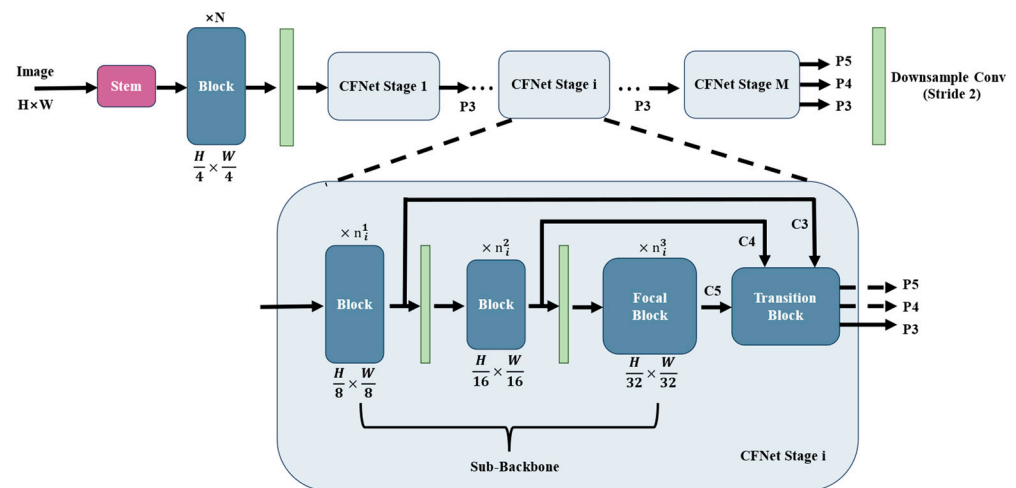 Image
H×W
Stem
×N
Block
H/4 × W/4
CFNet Stage 1
P3
...
CFNet Stage i
...
P3
CFNet Stage M
P5
P4
P3
Downsample Conv
(Stride 2)
× n_i^1
Block
H/8 × W/8
× n_i^2
Block
H/16 × W/16
× n_i^3
Focal
Block
H/32 × W/32
C5
C4
C3
Transition
Block
P5
P4
P3
Sub-Backbone
CFNet Stage i